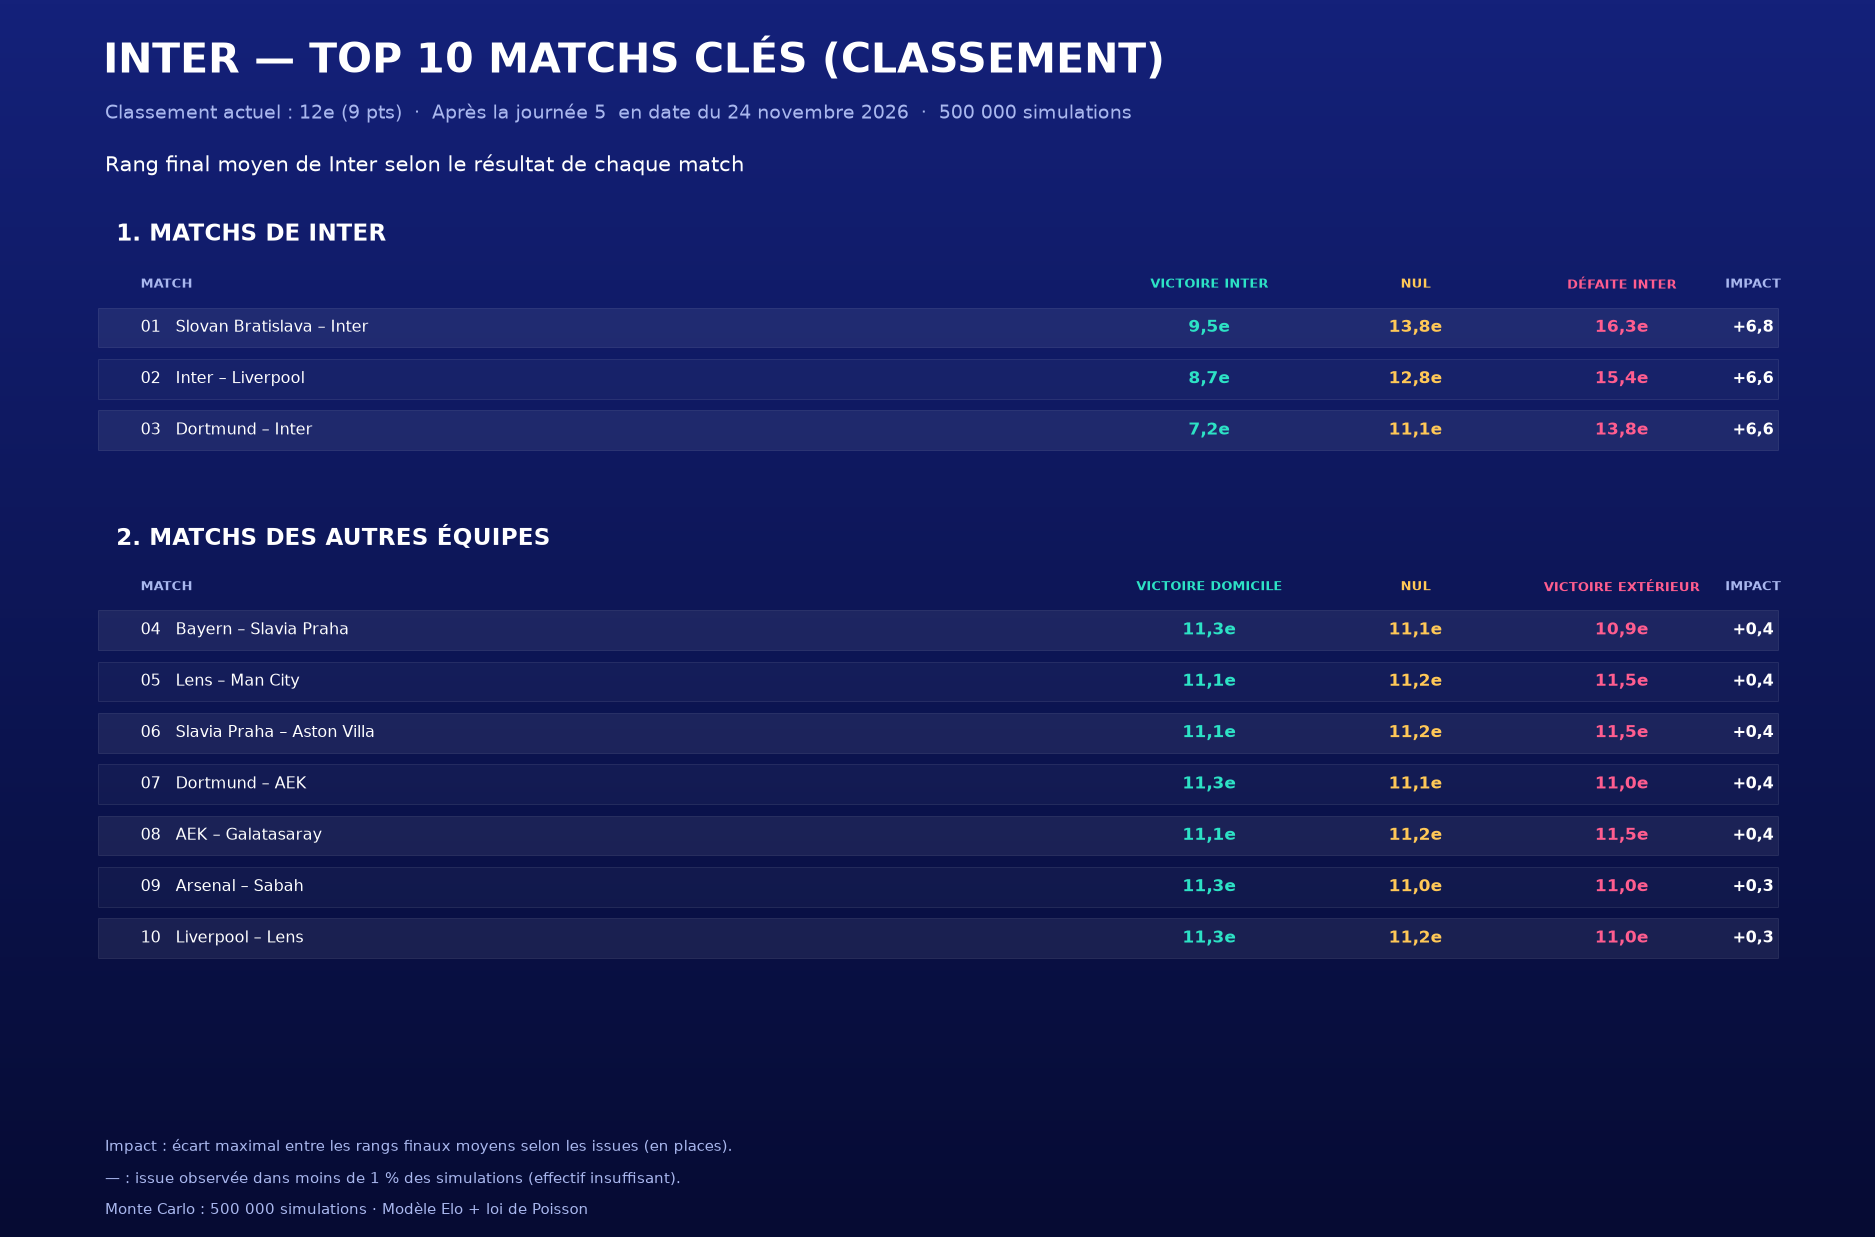 INTER — TOP 10 MATCHS CLÉS (CLASSEMENT)
Classement actuel : 12e (9 pts) · Après la journée 5 en date du 24 novembre 2026 · 500 000 simulations
Rang final moyen de Inter selon le résultat de chaque match
1. MATCHS DE INTER
MATCH VICTOIRE INTER NUL DÉFAITE INTER IMPACT
01 Slovan Bratislava – Inter 9,5e 13,8e 16,3e +6,8
02 Inter – Liverpool 8,7e 12,8e 15,4e +6,6
03 Dortmund – Inter 7,2e 11,1e 13,8e +6,6
2. MATCHS DES AUTRES ÉQUIPES
MATCH VICTOIRE DOMICILE NUL VICTOIRE EXTÉRIEUR IMPACT
04 Bayern – Slavia Praha 11,3e 11,1e 10,9e +0,4
05 Lens – Man City 11,1e 11,2e 11,5e +0,4
06 Slavia Praha – Aston Villa 11,1e 11,2e 11,5e +0,4
07 Dortmund – AEK 11,3e 11,1e 11,0e +0,4
08 AEK – Galatasaray 11,1e 11,2e 11,5e +0,4
09 Arsenal – Sabah 11,3e 11,0e 11,0e +0,3
10 Liverpool – Lens 11,3e 11,2e 11,0e +0,3
Impact : écart maximal entre les rangs finaux moyens selon les issues (en places).
— : issue observée dans moins de 1 % des simulations (effectif insuffisant).
Monte Carlo : 500 000 simulations · Modèle Elo + loi de Poisson